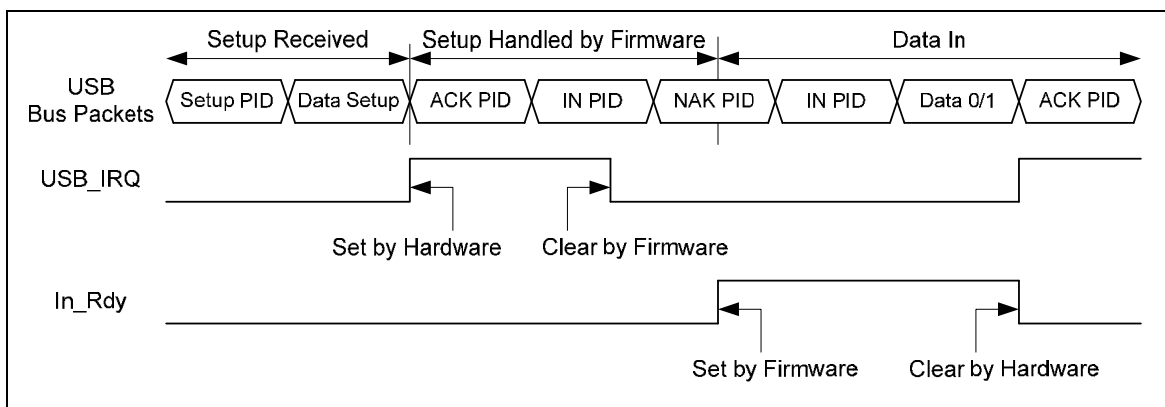 Setup Received
Setup Handled by Firmware
Data In
USB
Bus Packets
Setup PID
Data Setup
ACK PID
IN PID
NAK PID
IN PID
Data 0/1
ACK PID
USB_IRQ
Set by Hardware
Clear by Firmware
In_Rdy
Set by Firmware
Clear by Hardware